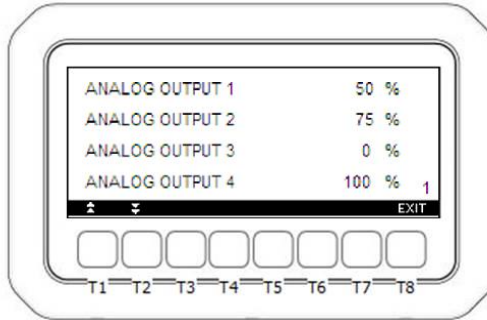 ANALOG OUTPUT 1 50 %
ANALOG OUTPUT 2 75 %
ANALOG OUTPUT 3 0 %
ANALOG OUTPUT 4 100 % 1
EXIT
T1 T2 T3 T4 T5 T6 T7 T8